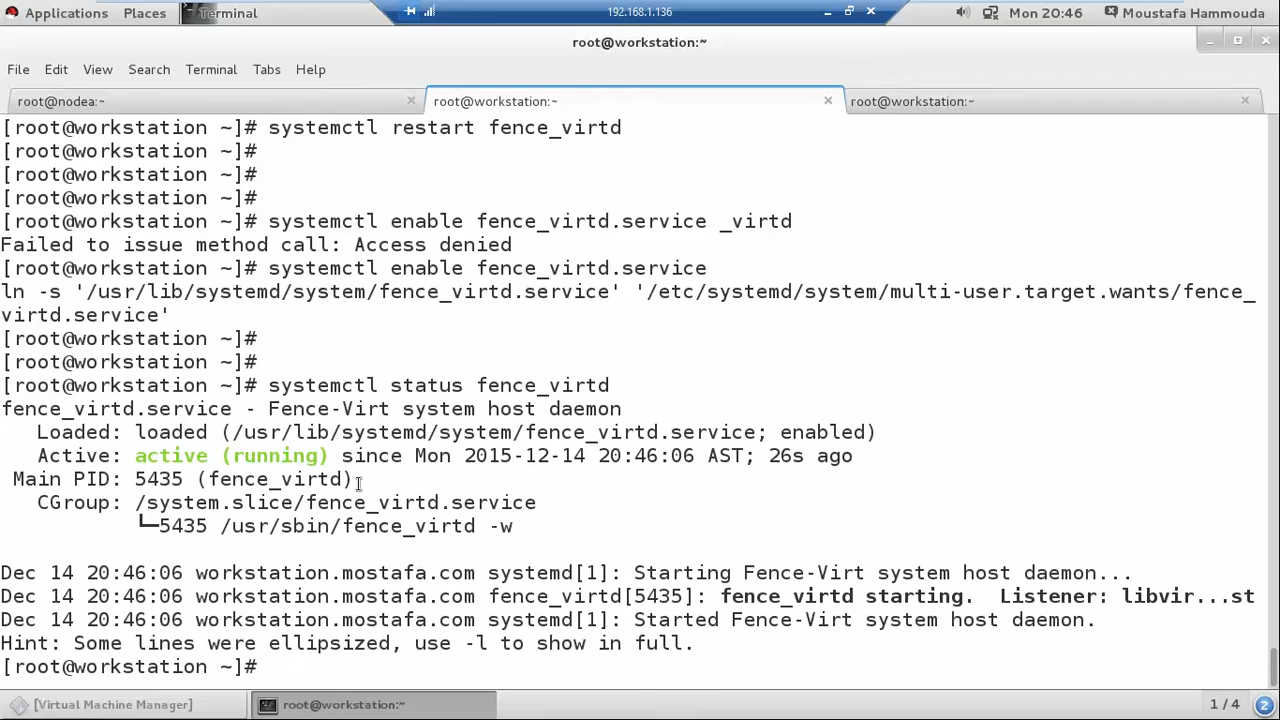 Applications Places Terminal 192.168.1.136 Mon 20:46 Moustafa Hammouda
root@workstation:~
File Edit View Search Terminal Tabs Help
root@nodea:~ root@workstation:~ root@workstation:~
[root@workstation ~]# systemctl restart fence_virtd
[root@workstation ~]#
[root@workstation ~]#
[root@workstation ~]#
[root@workstation ~]# systemctl enable fence_virtd.service _virtd
Failed to issue method call: Access denied
[root@workstation ~]# systemctl enable fence_virtd.service
ln -s '/usr/lib/systemd/system/fence_virtd.service' '/etc/systemd/system/multi-user.target.wants/fence_
virtd.service'
[root@workstation ~]#
[root@workstation ~]#
[root@workstation ~]# systemctl status fence_virtd
fence_virtd.service - Fence-Virt system host daemon
Loaded: loaded (/usr/lib/systemd/system/fence_virtd.service; enabled)
Active: active (running) since Mon 2015-12-14 20:46:06 AST; 26s ago
Main PID: 5435 (fence_virtd)
CGroup: /system.slice/fence_virtd.service
└─5435 /usr/sbin/fence_virtd -w
Dec 14 20:46:06 workstation.mostafa.com systemd[1]: Starting Fence-Virt system host daemon...
Dec 14 20:46:06 workstation.mostafa.com fence_virtd[5435]: fence_virtd starting. Listener: libvir...st
Dec 14 20:46:06 workstation.mostafa.com systemd[1]: Started Fence-Virt system host daemon.
Hint: Some lines were ellipsized, use -l to show in full.
[root@workstation ~]#
[Virtual Machine Manager] root@workstation:~ 1 / 4 2